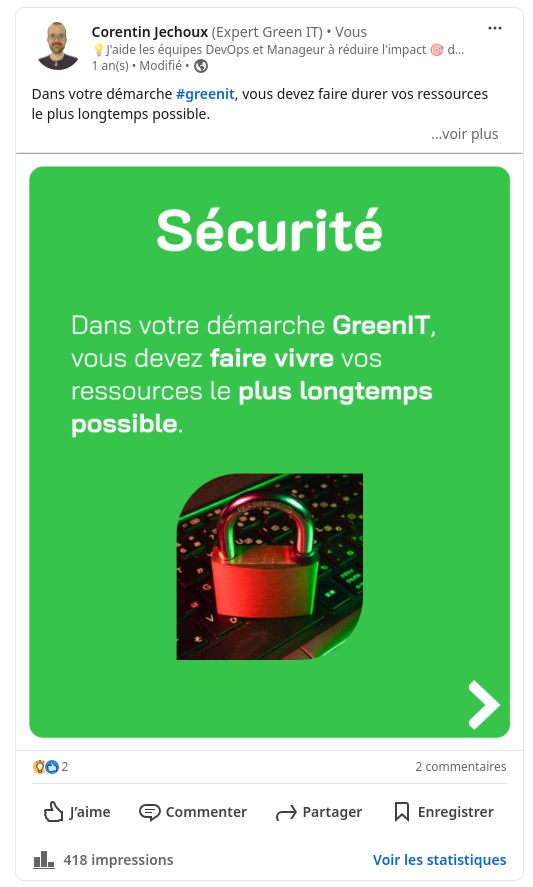 Corentin Jechoux (Expert Green IT) • Vous
💡J'aide les équipes DevOps et Manageur à réduire l'impact 🎯 d...
1 an(s) • Modifié •
Dans votre démarche #greenit, vous devez faire durer vos ressources
le plus longtemps possible.
...voir plus
Sécurité
Dans votre démarche GreenIT,
vous devez faire vivre vos
ressources le plus longtemps
possible.
2
2 commentaires
J'aime
Commenter
Partager
Enregistrer
418 impressions
Voir les statistiques